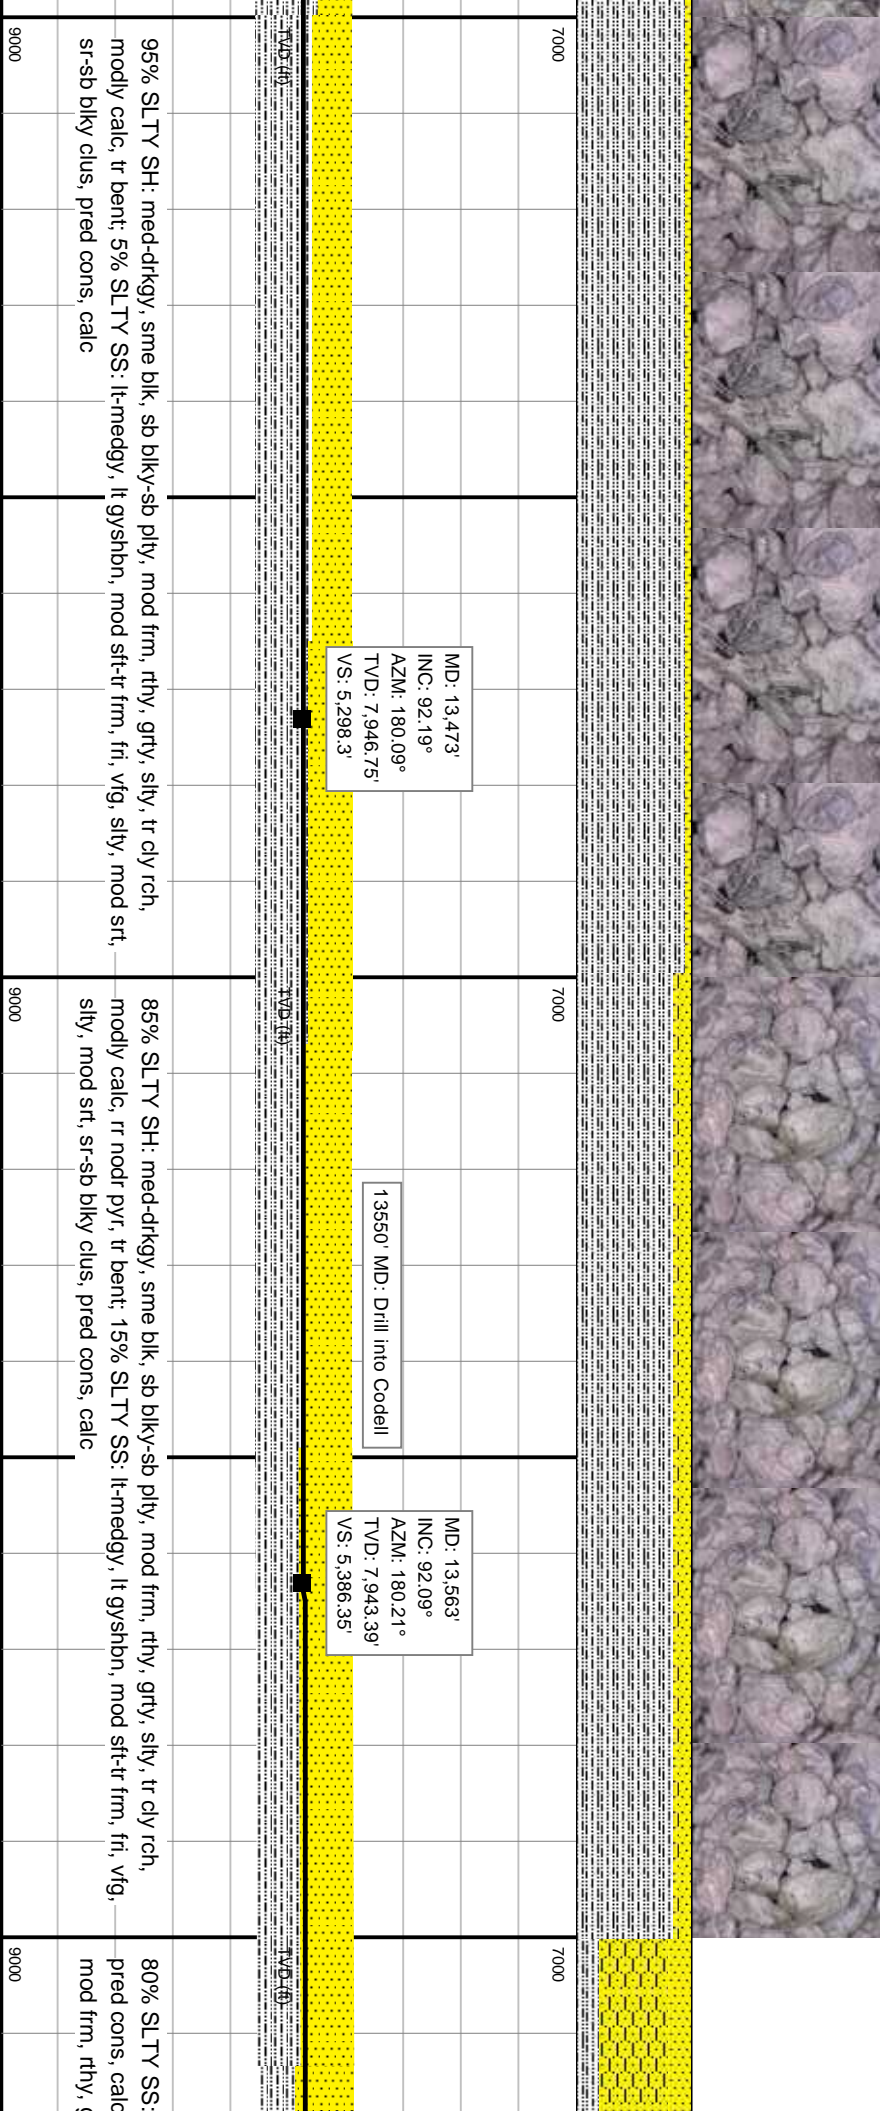 7000
TVD (ft)
9000
95% SLTY SH: med-drkgy, sme blk, sb blky-sb plty, mod frm, rthy, grty, slty, tr cly rch,
modly calc, tr bent; 5% SLTY SS: lt-medgy, lt gyshbn, mod sft-tr frm, fri, vfg, slty, mod srt,
sr-sb blky clus, pred cons, calc
MD: 13,473'
INC: 92.19°
AZM: 180.09°
TVD: 7,946.75'
VS: 5,298.3'
7000
TVD (ft)
9000
85% SLTY SH: med-drkgy, sme blk, sb blky-sb plty, mod frm, rthy, grty, slty, tr cly rch,
modly calc, rr nodr pyr, tr bent; 15% SLTY SS: lt-medgy, lt gyshbn, mod sft-tr frm, fri, vfg,
slty, mod srt, sr-sb blky clus, pred cons, calc
13550' MD: Drill into Codell
MD: 13,563'
INC: 92.09°
AZM: 180.21°
TVD: 7,943.39'
VS: 5,386.35'
7000
TVD (ft)
9000
80% SLTY SS:
pred cons, calc
mod frm, rthy,